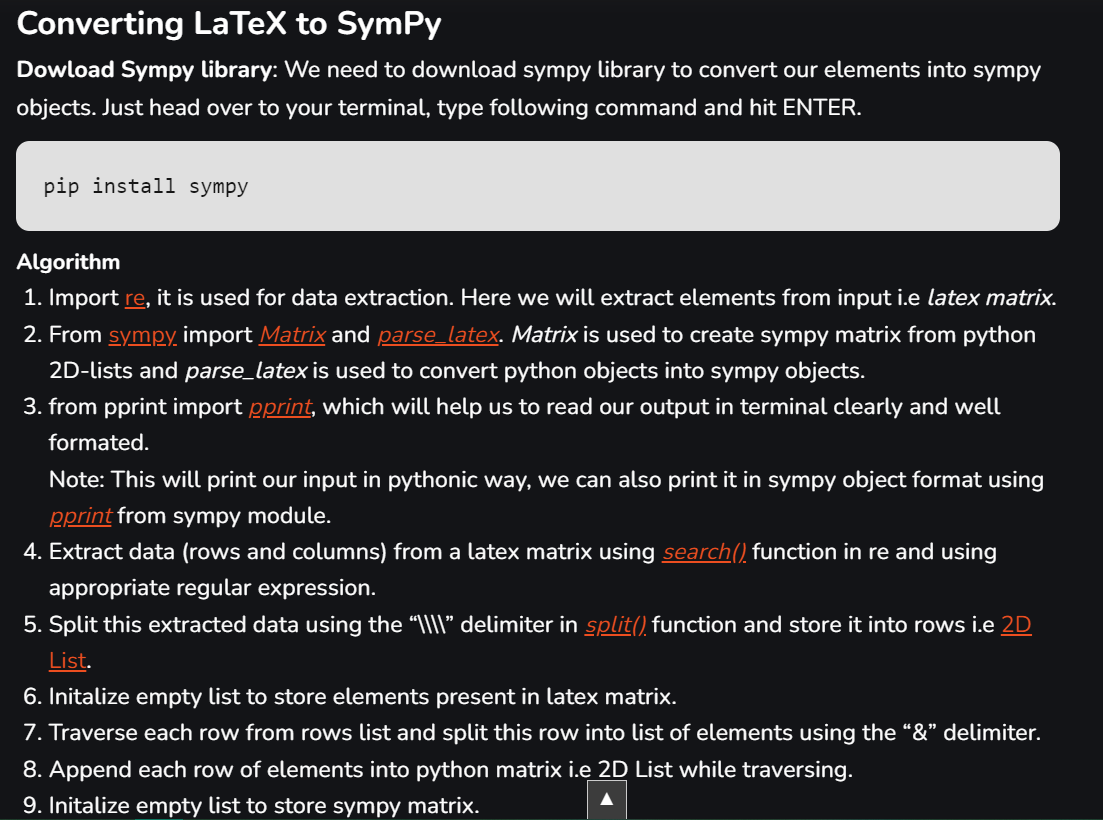 Converting LaTeX to SymPy
Dowload Sympy library: We need to download sympy library to convert our elements into sympy
objects. Just head over to your terminal, type following command and hit ENTER.
pip install sympy
Algorithm
1. Import re, it is used for data extraction. Here we will extract elements from input i.e latex matrix.
2. From sympy import Matrix and parse_latex. Matrix is used to create sympy matrix from python
2D-lists and parse_latex is used to convert python objects into sympy objects.
3. from pprint import pprint, which will help us to read our output in terminal clearly and well
formated.
Note: This will print our input in pythonic way, we can also print it in sympy object format using
pprint from sympy module.
4. Extract data (rows and columns) from a latex matrix using search() function in re and using
appropriate regular expression.
5. Split this extracted data using the “\\\\” delimiter in split() function and store it into rows i.e 2D
List.
6. Initalize empty list to store elements present in latex matrix.
7. Traverse each row from rows list and split this row into list of elements using the “&” delimiter.
8. Append each row of elements into python matrix i.e 2D List while traversing.
9. Initalize empty list to store sympy matrix.